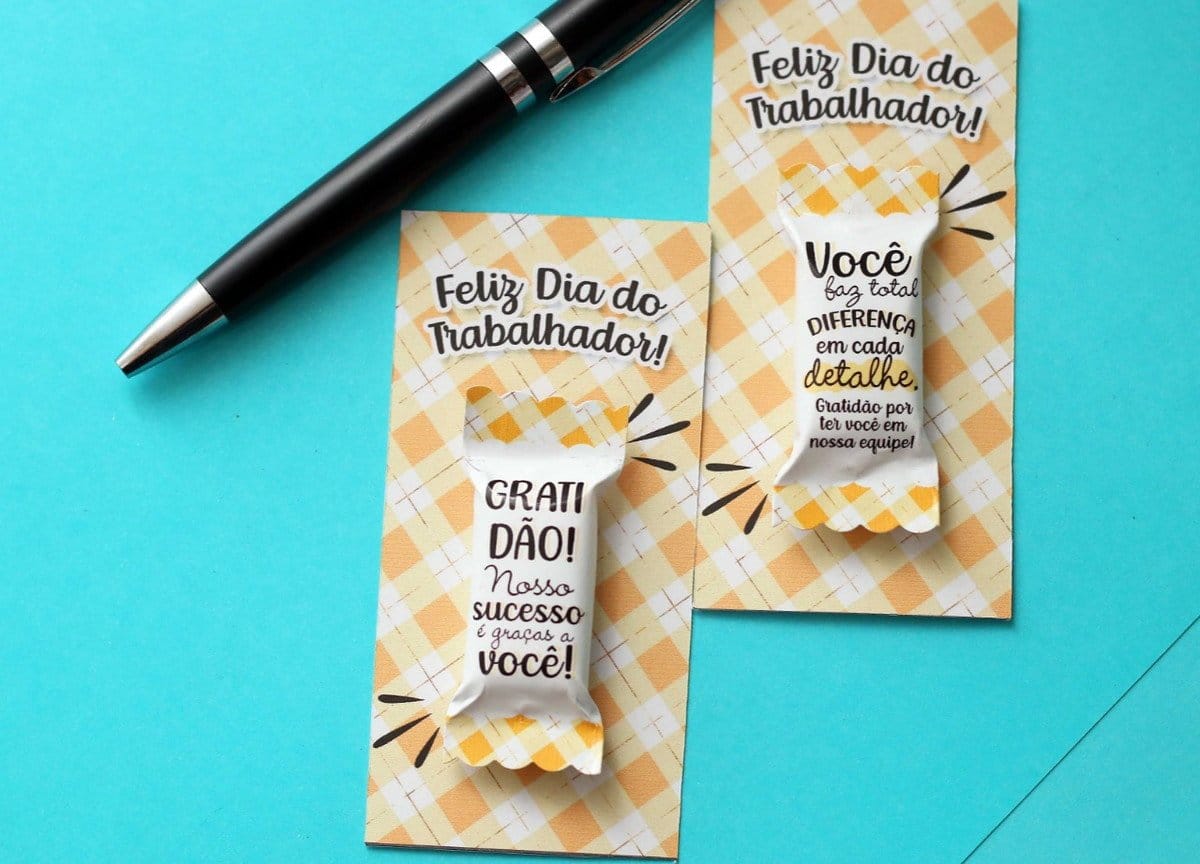 Feliz Dia do
Trabalhador!
GRATI
DÃO!
Nosso
sucesso
é graças a
você!
Feliz Dia do
Trabalhador!
Você
faz total
DIFERENÇA
em cada
detalhe.
Gratidão por
ter você em
nossa equipe!